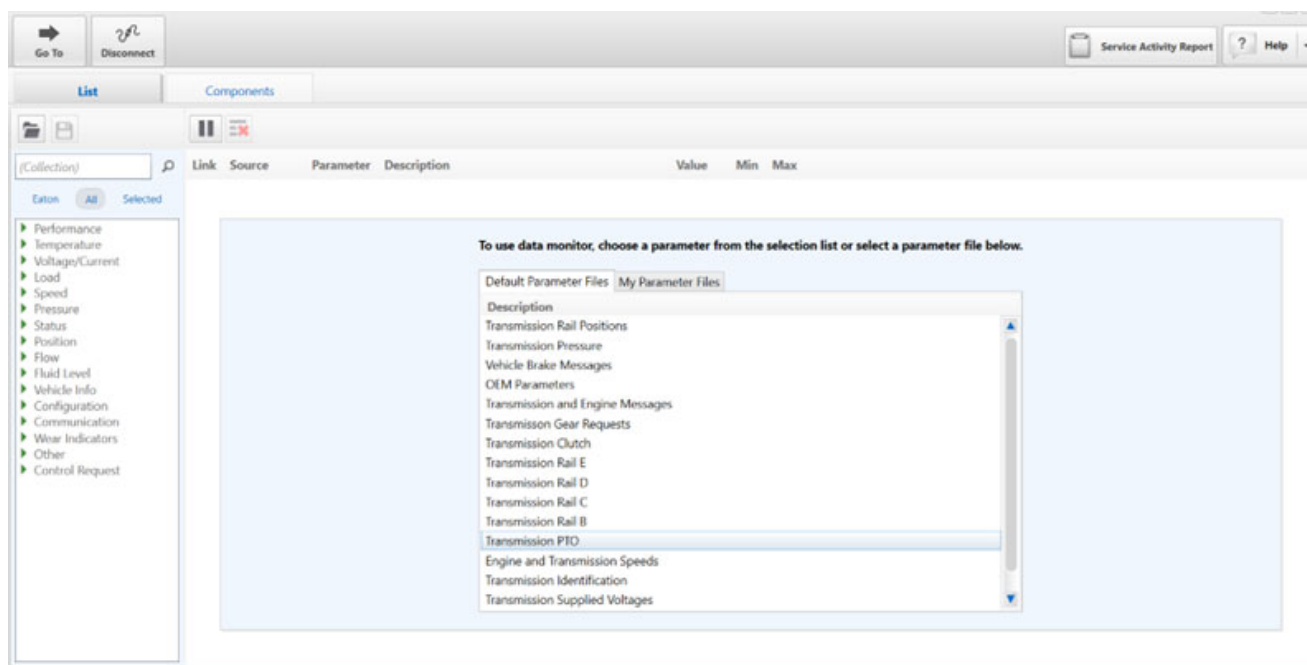 Go To
Disconnect
Service Activity Report
? Help
List
Components
(Collection)
Link Source Parameter Description Value Min Max
Eaton All Selected
Performance
Temperature
Voltage/Current
Load
Speed
Pressure
Status
Position
Flow
Fluid Level
Vehicle Info
Configuration
Communication
Wear Indicators
Other
Control Request
To use data monitor, choose a parameter from the selection list or select a parameter file below.
Default Parameter Files My Parameter Files
Description
Transmission Rail Positions
Transmission Pressure
Vehicle Brake Messages
OEM Parameters
Transmission and Engine Messages
Transmisson Gear Requests
Transmission Clutch
Transmission Rail E
Transmission Rail D
Transmission Rail C
Transmission Rail B
Transmission PTO
Engine and Transmission Speeds
Transmission Identification
Transmission Supplied Voltages